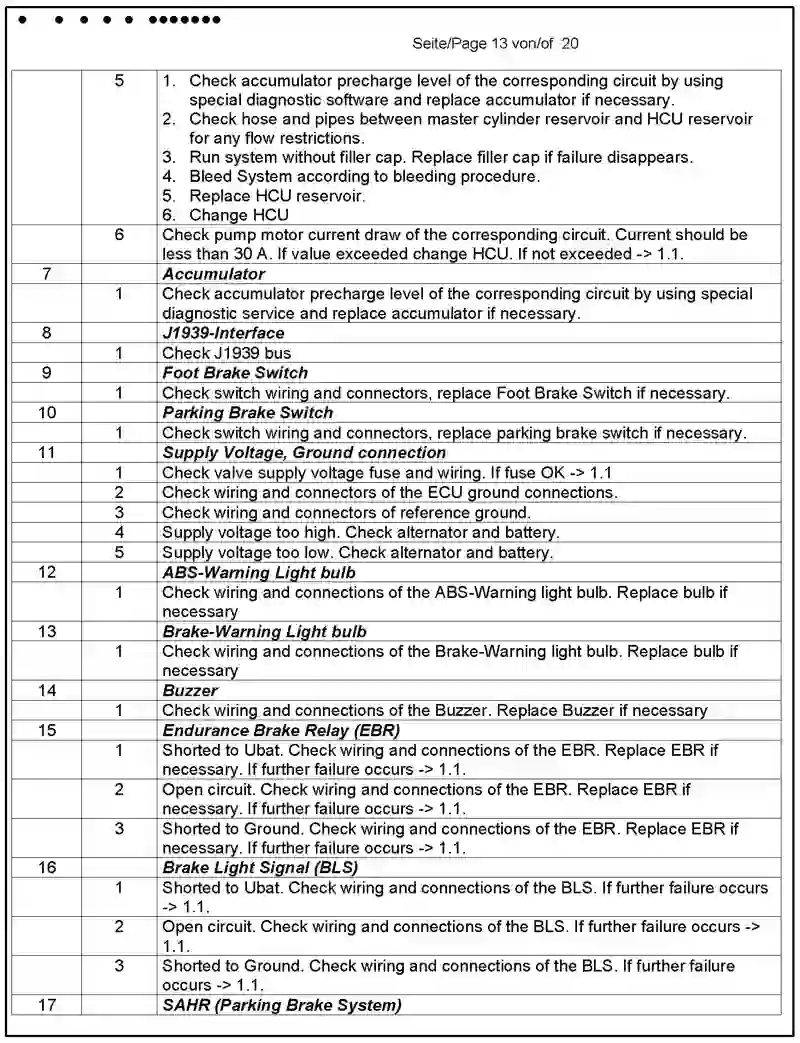 Seite/Page 13 von/of 20
5 1. Check accumulator precharge level of the corresponding circuit by using
special diagnostic software and replace accumulator if necessary.
2. Check hose and pipes between master cylinder reservoir and HCU reservoir
for any flow restrictions.
3. Run system without filler cap. Replace filler cap if failure disappears.
4. Bleed System according to bleeding procedure.
5. Replace HCU reservoir.
6. Change HCU
6 Check pump motor current draw of the corresponding circuit. Current should be
less than 30 A. If value exceeded change HCU. If not exceeded -> 1.1.
7 Accumulator
1 Check accumulator precharge level of the corresponding circuit by using special
diagnostic service and replace accumulator if necessary.
8 J1939-Interface
1 Check J1939 bus
9 Foot Brake Switch
1 Check switch wiring and connectors, replace Foot Brake Switch if necessary.
10 Parking Brake Switch
1 Check switch wiring and connectors, replace parking brake switch if necessary.
11 Supply Voltage, Ground connection
1 Check valve supply voltage fuse and wiring. If fuse OK -> 1.1
2 Check wiring and connectors of the ECU ground connections.
3 Check wiring and connectors of reference ground.
4 Supply voltage too high. Check alternator and battery.
5 Supply voltage too low. Check alternator and battery.
12 ABS-Warning Light bulb
1 Check wiring and connections of the ABS-Warning light bulb. Replace bulb if
necessary
13 Brake-Warning Light bulb
1 Check wiring and connections of the Brake-Warning light bulb. Replace bulb if
necessary
14 Buzzer
1 Check wiring and connections of the Buzzer. Replace Buzzer if necessary
15 Endurance Brake Relay (EBR)
1 Shorted to Ubat. Check wiring and connections of the EBR. Replace EBR if
necessary. If further failure occurs -> 1.1.
2 Open circuit. Check wiring and connections of the EBR. Replace EBR if
necessary. If further failure occurs -> 1.1.
3 Shorted to Ground. Check wiring and connections of the EBR. Replace EBR if
necessary. If further failure occurs -> 1.1.
16 Brake Light Signal (BLS)
1 Shorted to Ubat. Check wiring and connections of the BLS. If further failure occurs
-> 1.1.
2 Open circuit. Check wiring and connections of the BLS. If further failure occurs ->
1.1.
3 Shorted to Ground. Check wiring and connections of the BLS. If further failure
occurs -> 1.1.
17 SAHR (Parking Brake System)